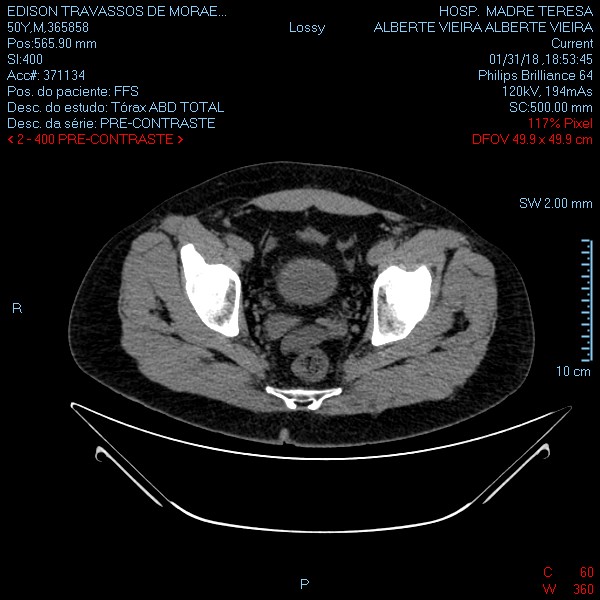 EDISON TRAVASSOS DE MORAE...
50Y,M,365858
Pos:565.90 mm
SI:400
Acc#: 371134
Pos. do paciente: FFS
Desc. do estudo: Tórax ABD TOTAL
Desc. da série: PRE-CONTRASTE
< 2 - 400 PRE-CONTRASTE >
Lossy
HOSP. MADRE TERESA
ALBERTE VIEIRA ALBERTE VIEIRA
Current
01/31/18 ,18:53:45
Philips Brilliance 64
120kV, 194mAs
SC:500.00 mm
117% Pixel
DFOV 49.9 x 49.9 cm
SW 2.00 mm
R
10 cm
P
C 60
W 360